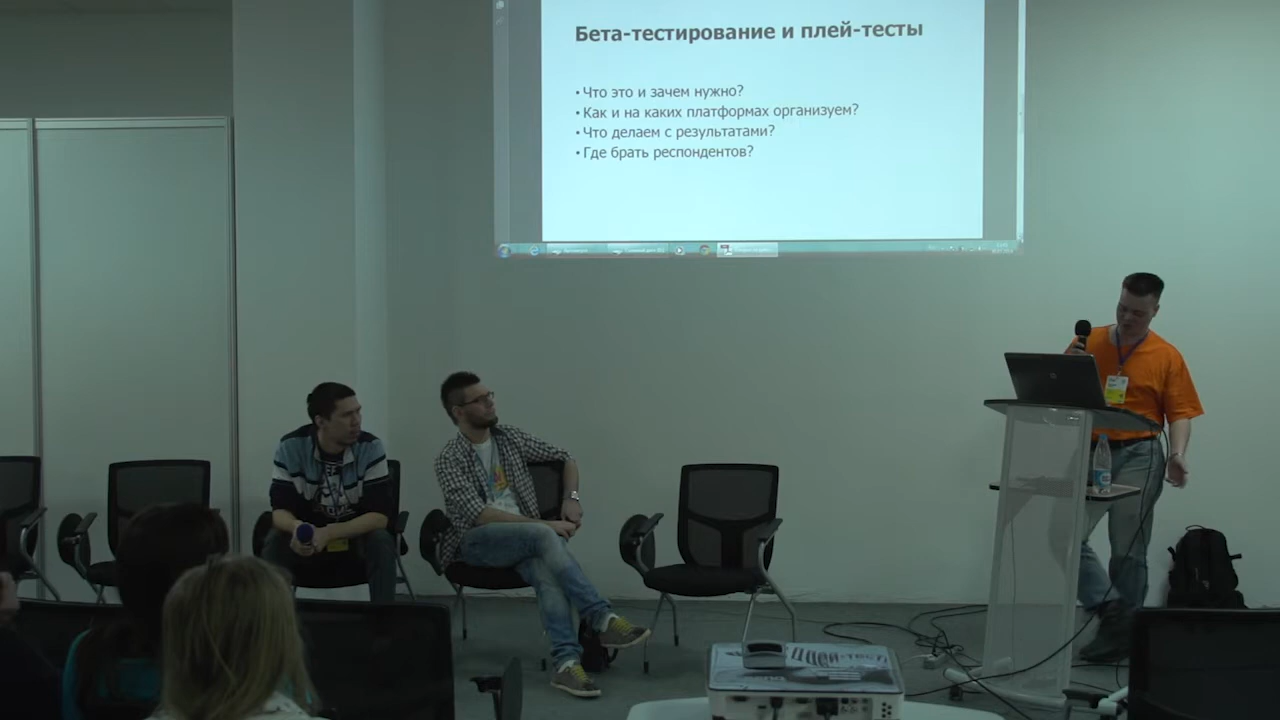 Бета-тестирование и плей-тесты
• Что это и зачем нужно?
• Как и на каких платформах организуем?
• Что делаем с результатами?
• Где брать респондентов?